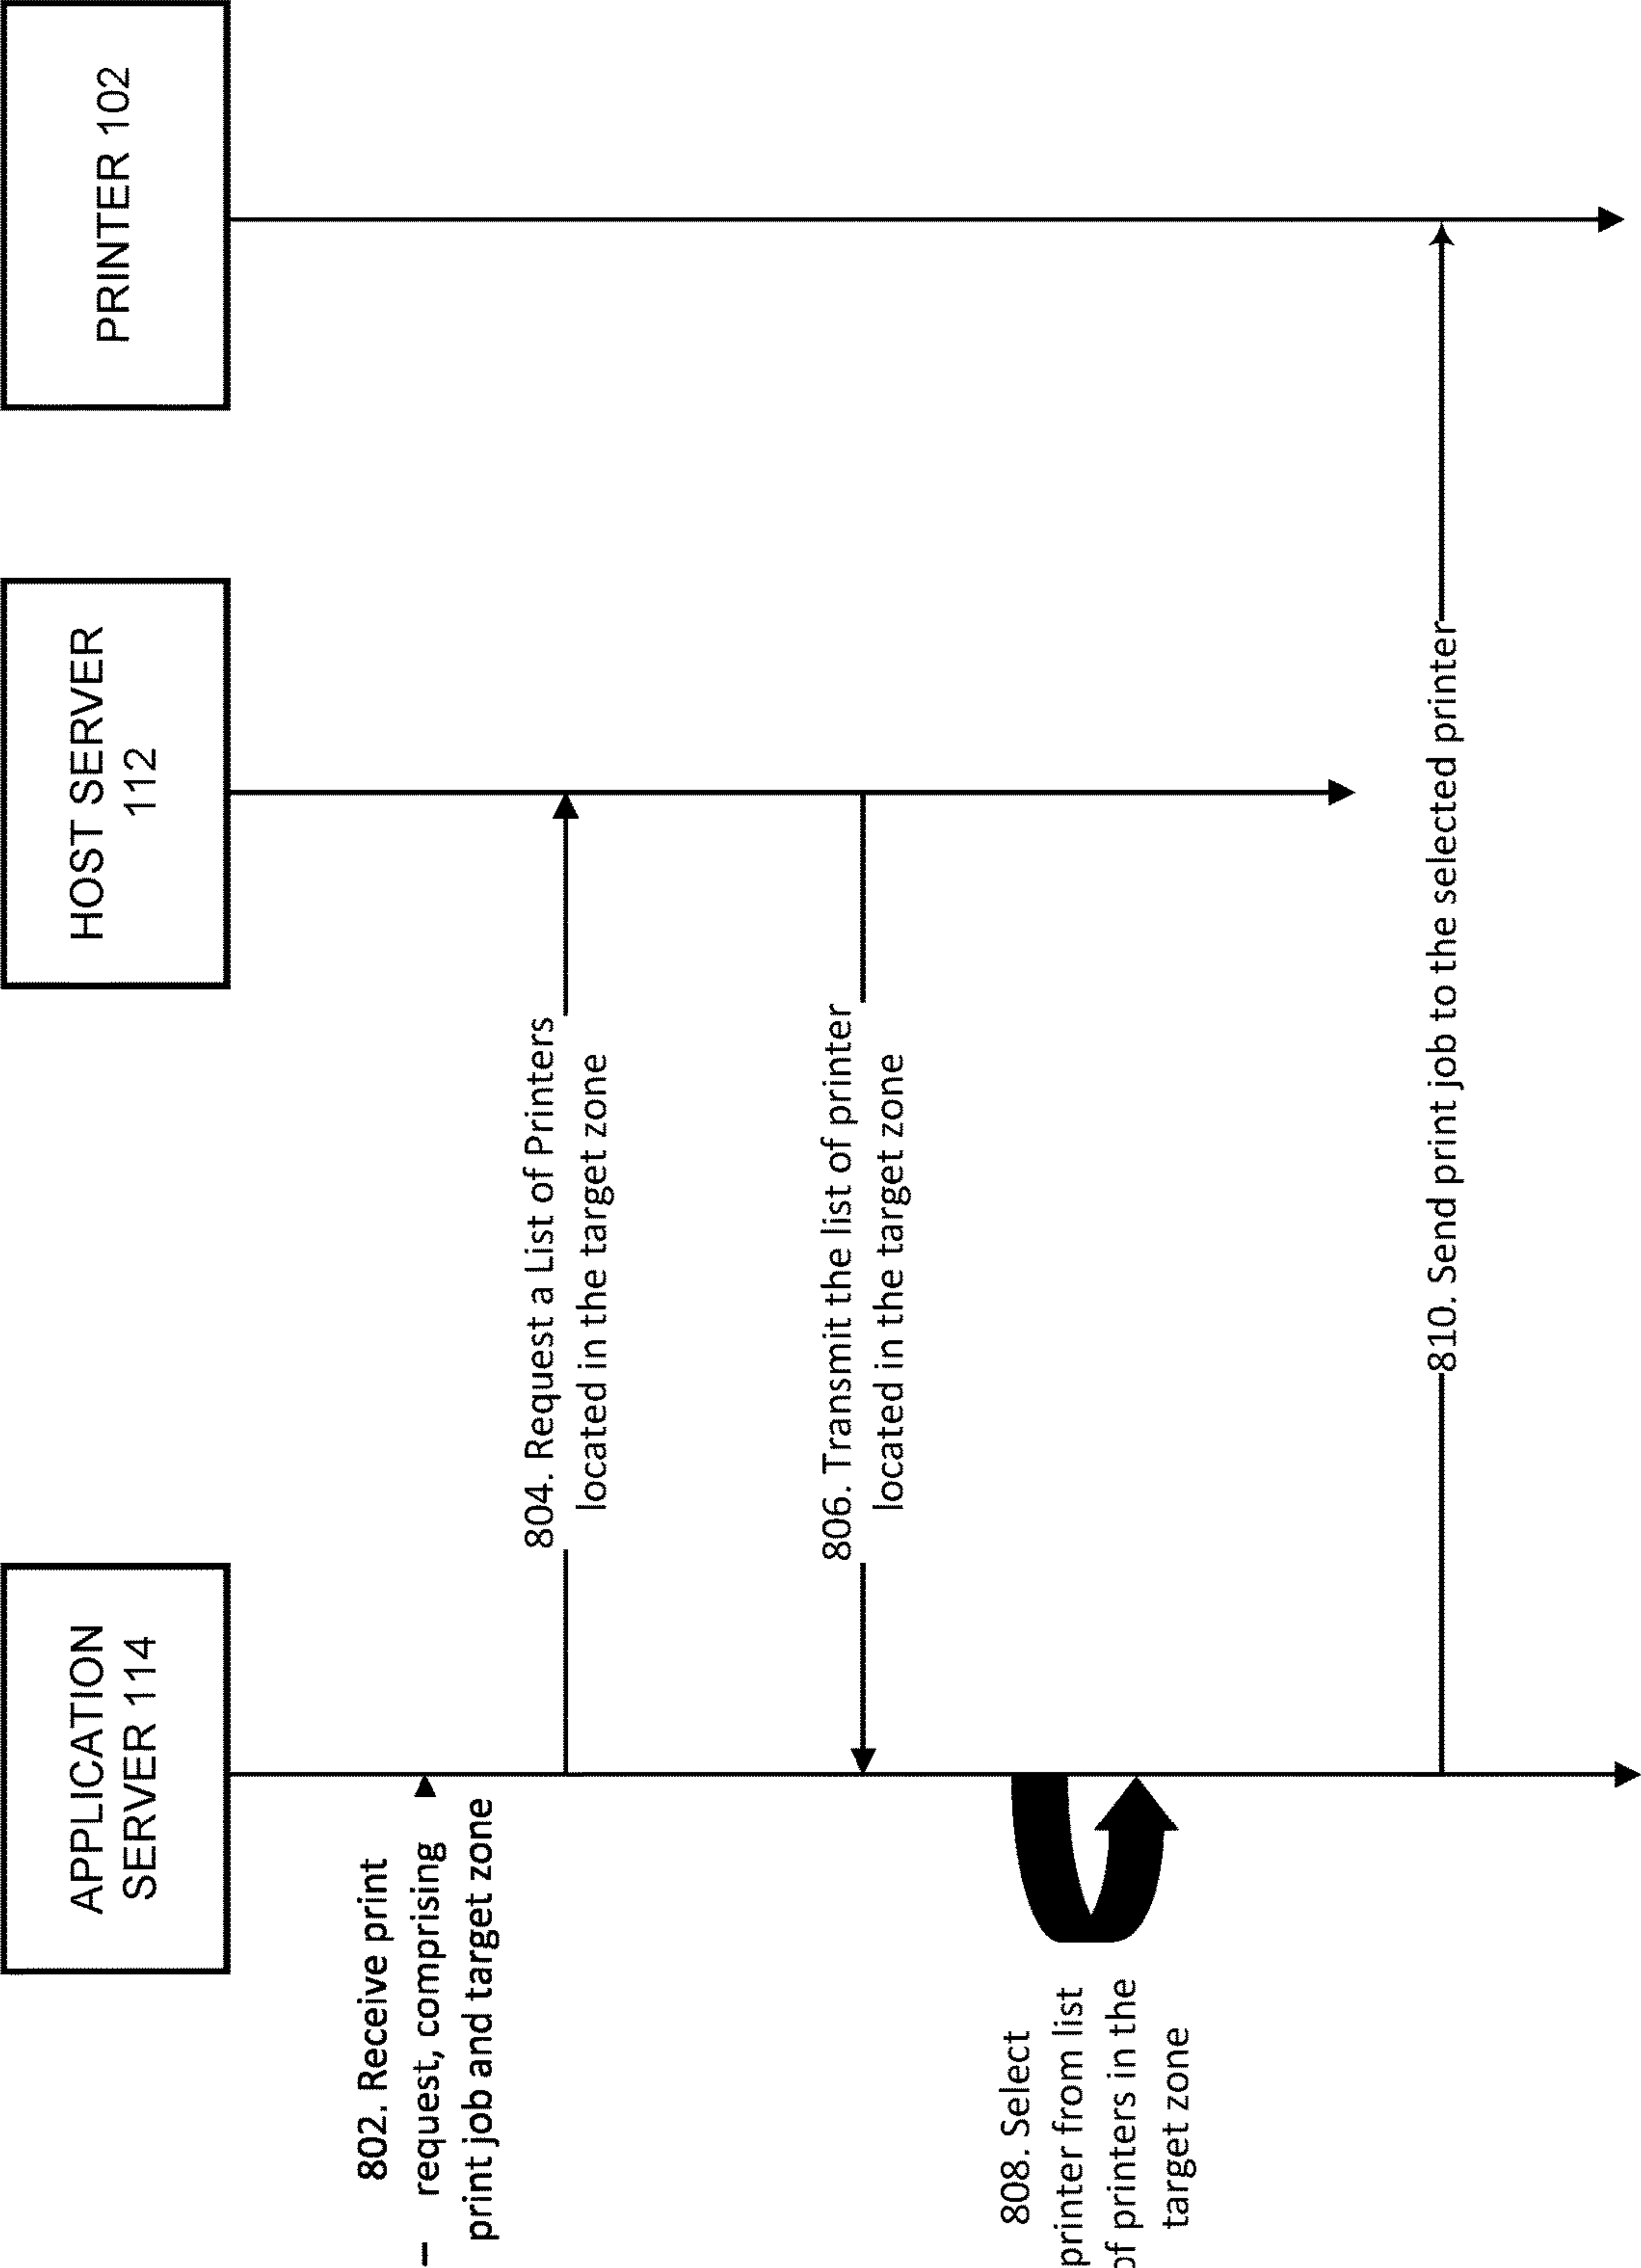 APPLICATION
SERVER 114
HOST SERVER
112
PRINTER 102
802. Receive print
request, comprising
print job and target zone
804. Request a List of Printers
located in the target zone
806. Transmit the list of printer
located in the target zone
808. Select
printer from list
of printers in the
target zone
810. Send print job to the selected printer